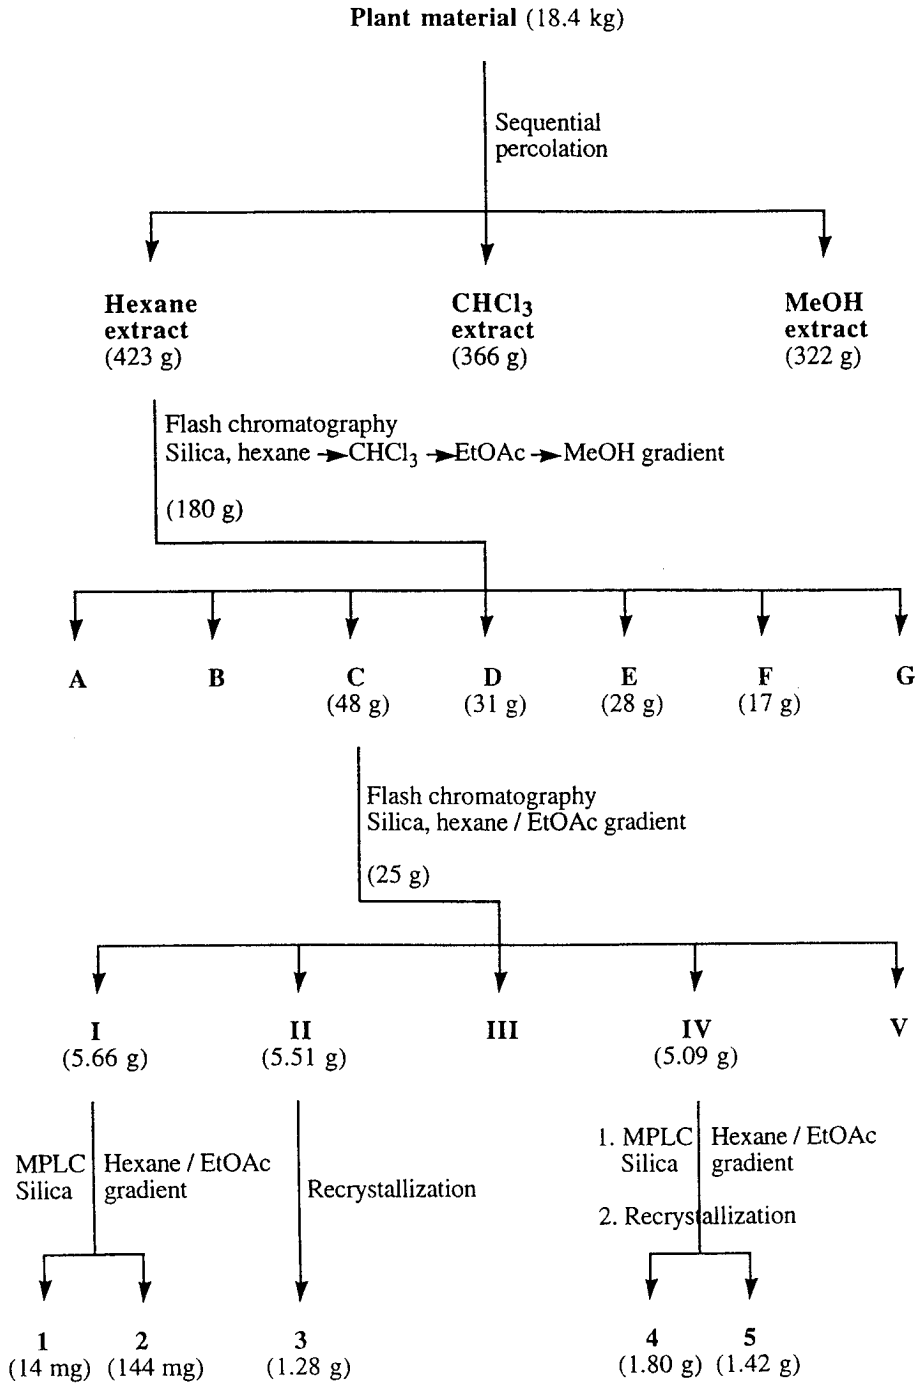 Plant material (18.4 kg)
Sequential
percolation
Hexane
extract
(423 g)
CHCl3
extract
(366 g)
MeOH
extract
(322 g)
Flash chromatography
Silica, hexane → CHCl3 → EtOAc → MeOH gradient
(180 g)
A
B
C
(48 g)
D
(31 g)
E
(28 g)
F
(17 g)
G
Flash chromatography
Silica, hexane / EtOAc gradient
(25 g)
I
(5.66 g)
II
(5.51 g)
III
IV
(5.09 g)
V
MPLC
Silica
Hexane / EtOAc
gradient
Recrystallization
1. MPLC
Silica
Hexane / EtOAc
gradient
2. Recrystallization
1
(14 mg)
2
(144 mg)
3
(1.28 g)
4
(1.80 g)
5
(1.42 g)